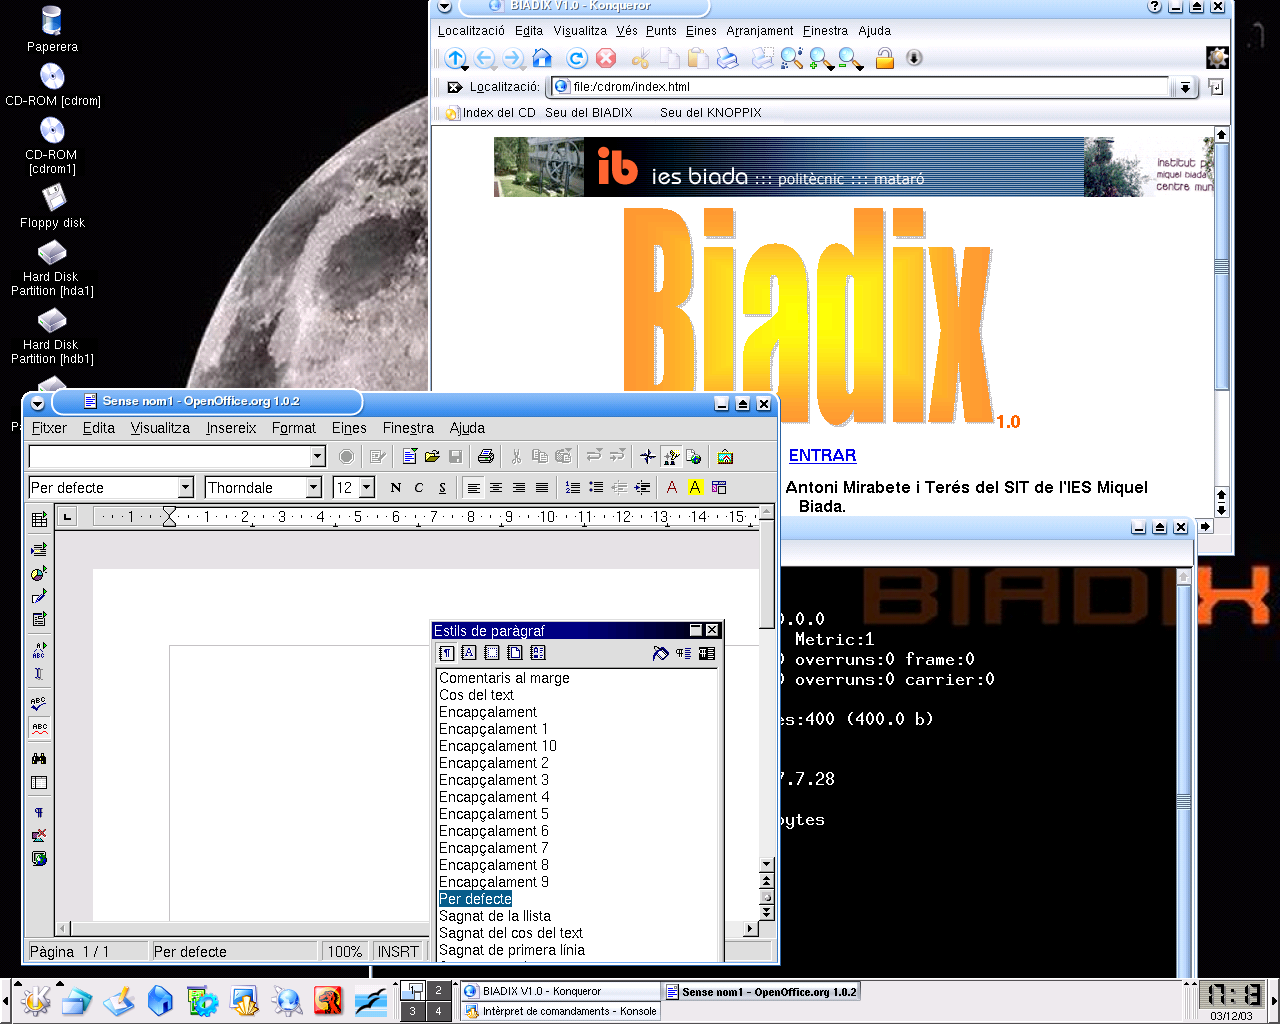 Paperera
CD-ROM [cdrom]
CD-ROM
[cdrom1]
Floppy disk
Hard Disk
Partition [hda1]
Hard Disk
Partition [hdb1]
BIADIX V1.0 - Konqueror
Localització Edita Visualitza Vés Punts Eines Arranjament Finestra Ajuda
Localització: file:/cdrom/index.html
Index del CD Seu del BIADIX Seu del KNOPPIX
ib ies biada ::: politècnic ::: mataró
institut
miquel biada
centre mun
Biadix 1.0
ENTRAR
Antoni Mirabete i Terés del SIT de l'IES Miquel
Biada.
Sense nom1 - OpenOffice.org 1.0.2
Fitxer Edita Visualitza Insereix Format Eines Finestra Ajuda
Per defecte Thorndale 12 N C S A A
1 1 2 3 4 5 6 7 8 9 10 11 12 13 14 15
Estils de paràgraf
Comentaris al marge
Cos del text
Encapçalament
Encapçalament 1
Encapçalament 10
Encapçalament 2
Encapçalament 3
Encapçalament 4
Encapçalament 5
Encapçalament 6
Encapçalament 7
Encapçalament 8
Encapçalament 9
Per defecte
Sagnat de la llista
Sagnat del cos del text
Sagnat de primera línia
Pàgina 1 / 1 Per defecte 100% INSRT
BIADIX
.0.0
Metric:1
overruns:0 frame:0
overruns:0 carrier:0
es:400 (400.0 b)
.7.28
bytes
2
3 4
BIADIX V1.0 - Konqueror
Sense nom1 - OpenOffice.org 1.0.2
Intèrpret de comandaments - Konsole
17:13
03/12/03